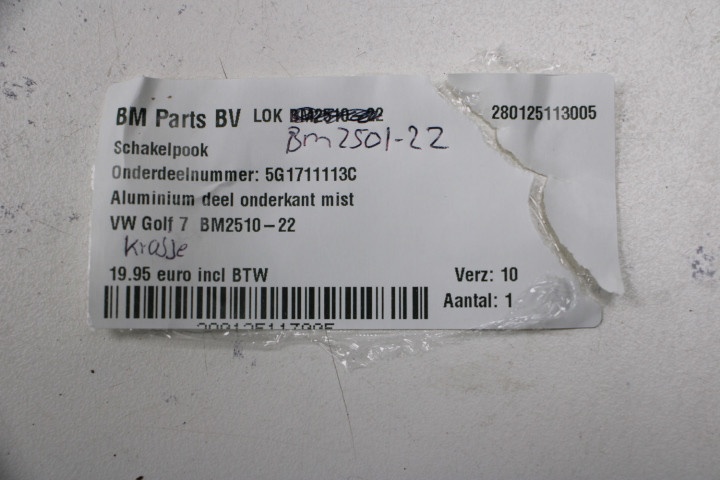 BM Parts BV LOK BM2510-22 280125113005
Bm2501-22
Schakelpook
Onderdeelnummer: 5G1711113C
Aluminium deel onderkant mist
VW Golf 7 BM2510-22
Krasje
19.95 euro incl BTW Verz: 10
Aantal: 1